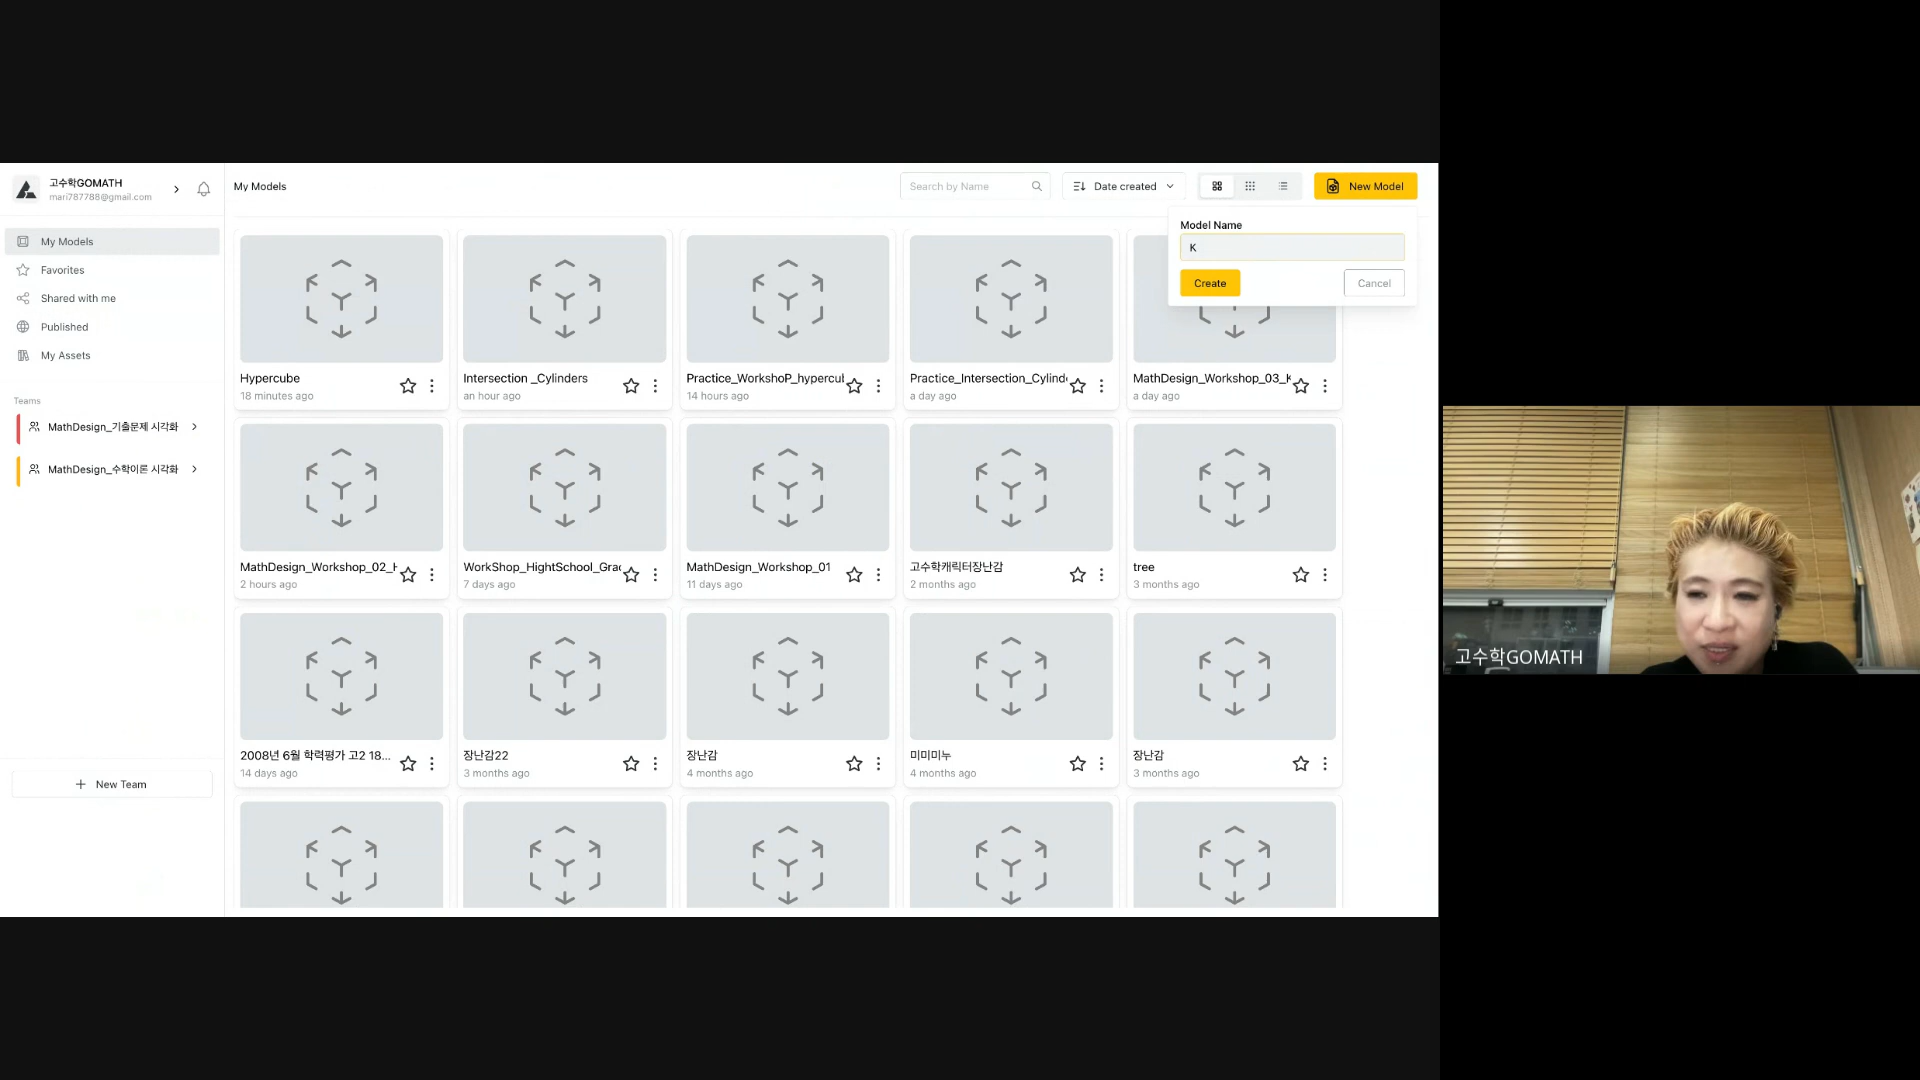 고수학GOMATH
mari787788@gmail.com
My Models
Favorites
Shared with me
Published
My Assets
Teams
MathDesign_기출문제 시각화
MathDesign_수학이론 시각화
New Team
My Models
Search by Name
Date created
New Model
Model Name
K
Create
Cancel
Hypercube
18 minutes ago
Intersection _Cylinders
an hour ago
Practice_WorkshoP_hypercu
14 hours ago
Practice_Intersection_Cylind
a day ago
MathDesign_Workshop_03_
a day ago
MathDesign_Workshop_02_
2 hours ago
WorkShop_HightSchool_Gra
7 days ago
MathDesign_Workshop_01
11 days ago
고수학캐릭터장난감
2 months ago
tree
3 months ago
2008년 6월 학력평가 고2 18...
14 days ago
장난감22
3 months ago
장난감
4 months ago
미미미누
4 months ago
장난감
3 months ago
고수학GOMATH